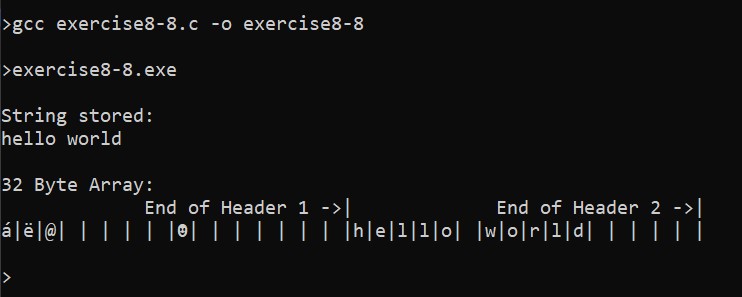 >gcc exercise8-8.c -o exercise8-8
>exercise8-8.exe
String stored:
hello world
32 Byte Array:
             End of Header 1 ->|             End of Header 2 ->|
á|ë|@| | | | | | | | | | | | | |h|e|l|l|o| |w|o|r|l|d| | | | | |
>